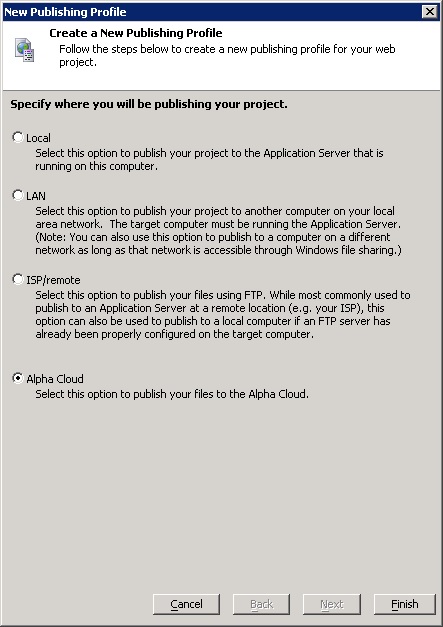 New Publishing Profile
Create a New Publishing Profile
Follow the steps below to create a new publishing profile for your web
project.
Specify where you will be publishing your project.
Local
Select this option to publish your project to the Application Server that is
running on this computer.
LAN
Select this option to publish your project to another computer on your local
area network.  The target computer must be running the Application Server.
(Note: You can also use this option to publish to a computer on a different
network as long as that network is accessible through Windows file sharing.)
ISP/remote
Select this option to publish your files using FTP. While most commonly used to
publish to an Application Server at a remote location (e.g. your ISP), this
option can also be used to publish to a local computer if an FTP server has
already been properly configured on the target computer.
Alpha Cloud
Select this option to publish your files to the Alpha Cloud.
Cancel
Back
Next
Finish